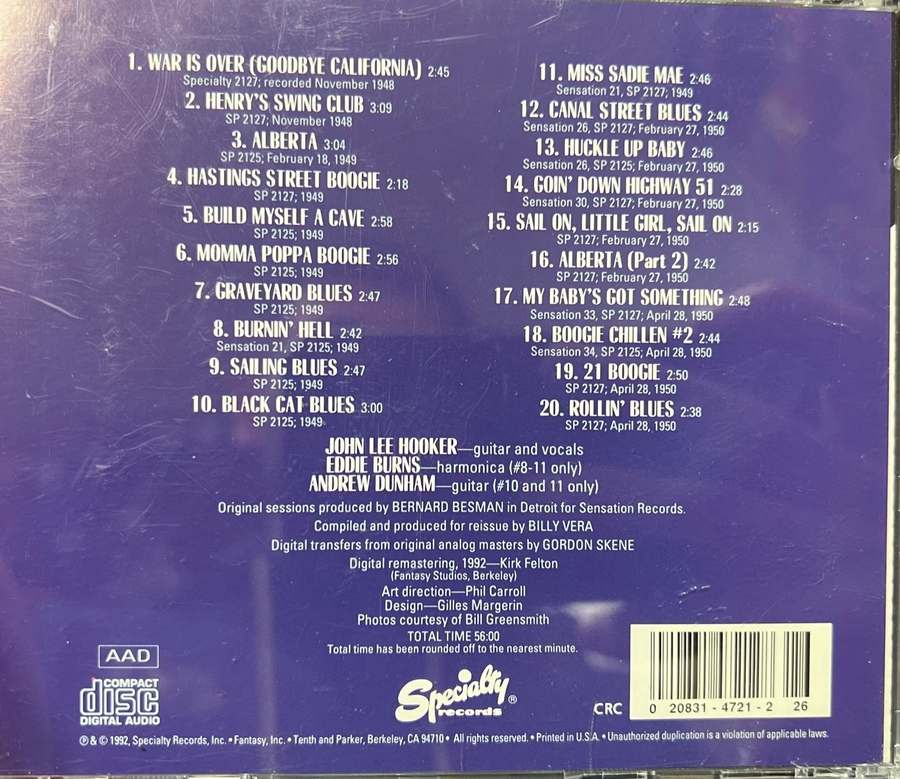 1. WAR IS OVER (GOODBYE CALIFORNIA) 2:45
Specialty 2127; recorded November 1948
2. HENRY'S SWING CLUB 3:09
SP 2127; November 1948
3. ALBERTA 3:04
SP 2125; February 18, 1949
4. HASTINGS STREET BOOGIE 2:18
SP 2127; 1949
5. BUILD MYSELF A CAVE 2:58
SP 2125; 1949
6. MOMMA POPPA BOOGIE 2:56
SP 2125; 1949
7. GRAVEYARD BLUES 2:47
SP 2125; 1949
8. BURNIN' HELL 2:42
Sensation 21, SP 2125; 1949
9. SAILING BLUES 2:47
SP 2125; 1949
10. BLACK CAT BLUES 3:00
SP 2125; 1949
11. MISS SADIE MAE 2:46
Sensation 21, SP 2127; 1949
12. CANAL STREET BLUES 2:44
Sensation 26, SP 2127; February 27, 1950
13. HUCKLE UP BABY 2:46
Sensation 26, SP 2125; February 27, 1950
14. GOIN' DOWN HIGHWAY 51 2:28
Sensation 30, SP 2127; February 27, 1950
15. SAIL ON, LITTLE GIRL, SAIL ON 2:15
SP 2127; February 27, 1950
16. ALBERTA (Part 2) 2:42
SP 2127; February 27, 1950
17. MY BABY'S GOT SOMETHING 2:48
Sensation 33, SP 2127; April 28, 1950
18. BOOGIE CHILLEN #2 2:44
Sensation 34, SP 2125; April 28, 1950
19. 21 BOOGIE 2:50
SP 2127; April 28, 1950
20. ROLLIN' BLUES 2:38
SP 2127; April 28, 1950
JOHN LEE HOOKER—guitar and vocals
EDDIE BURNS—harmonica (#8-11 only)
ANDREW DUNHAM—guitar (#10 and 11 only)
Original sessions produced by BERNARD BESMAN in Detroit for Sensation Records.
Compiled and produced for reissue by BILLY VERA
Digital transfers from original analog masters by GORDON SKENE
Digital remastering, 1992—Kirk Felton
(Fantasy Studios, Berkeley)
Art direction—Phil Carroll
Design—Gilles Margerin
Photos courtesy of Bill Greensmith
TOTAL TIME 56:00
Total time has been rounded off to the nearest minute.
AAD
COMPACT
disc
DIGITAL AUDIO
Specialty®
records
CRC
0 20831 - 4721 - 2 26
℗ & © 1992, Specialty Records, Inc. • Fantasy, Inc. • Tenth and Parker, Berkeley, CA 94710 • All rights reserved. • Printed in U.S.A. • Unauthorized duplication is a violation of applicable laws.